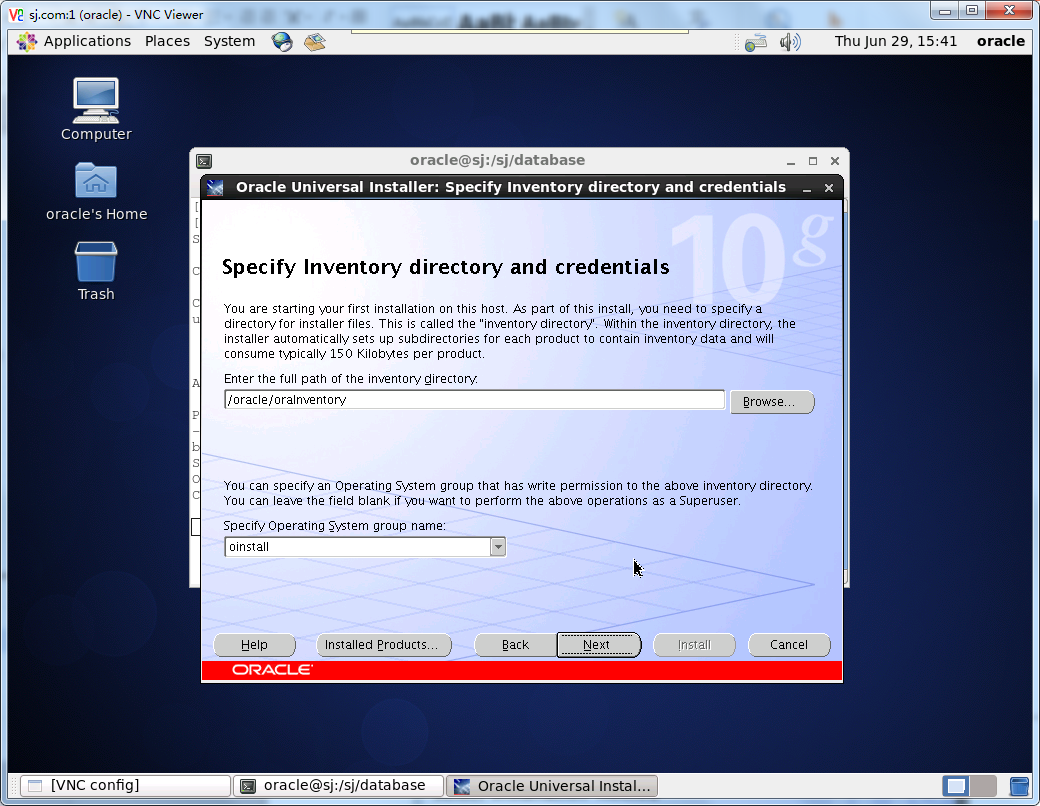 sj.com:1 (oracle) - VNC Viewer
Applications Places System
Thu Jun 29, 15:41 oracle
Computer
oracle's Home
Trash
oracle@sj:/sj/database
Oracle Universal Installer: Specify Inventory directory and credentials
10g
Specify Inventory directory and credentials
You are starting your first installation on this host. As part of this install, you need to specify a
directory for installer files. This is called the "inventory directory". Within the inventory directory, the
installer automatically sets up subdirectories for each product to contain inventory data and will
consume typically 150 Kilobytes per product.
Enter the full path of the inventory directory:
/oracle/oraInventory
Browse...
You can specify an Operating System group that has write permission to the above inventory directory.
You can leave the field blank if you want to perform the above operations as a Superuser.
Specify Operating System group name:
oinstall
Help Installed Products... Back Next Install Cancel
ORACLE
[VNC config] oracle@sj:/sj/database Oracle Universal Instal...